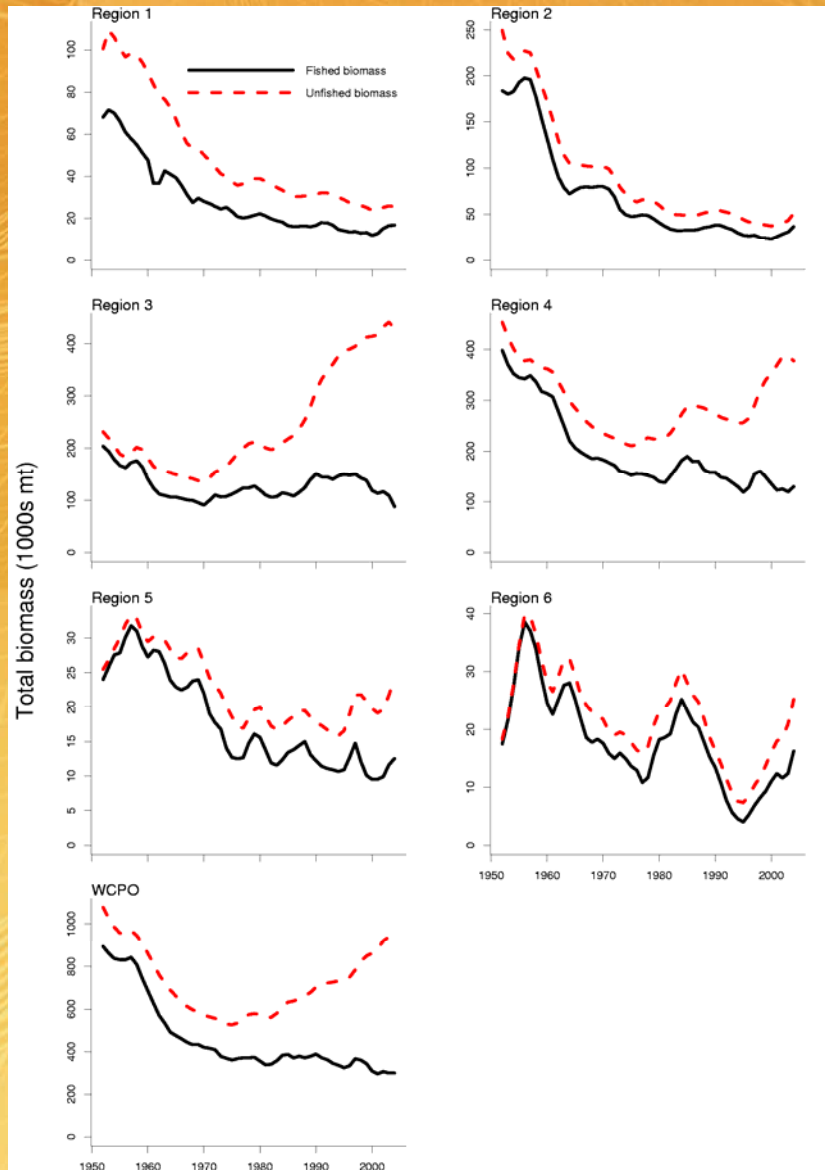 Total biomass (1000s mt)
Region 1
Fished biomass
Unfished biomass
0 20 40 60 80 100
Region 2
0 50 100 150 200 250
Region 3
0 100 200 300 400
Region 4
0 100 200 300 400
Region 5
0 5 10 15 20 25 30
Region 6
0 10 20 30 40
1950 1960 1970 1980 1990 2000
WCPO
0 200 400 600 800 1000
1950 1960 1970 1980 1990 2000